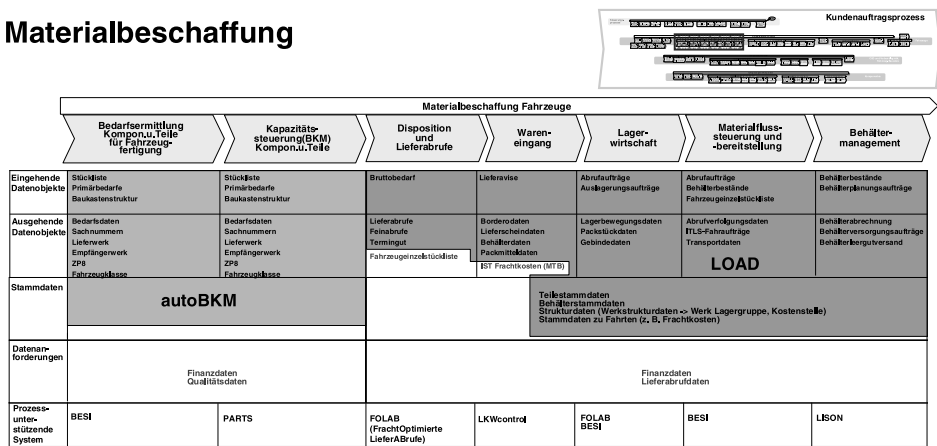 Materialbeschaffung
Kundenauftragsprozess
Materialbeschaffung Fahrzeuge
Bedarfsermittlung
Kompon.u.Teile
für Fahrzeug-
fertigung
Kapazitäts-
steuerung(BKM)
Kompon.u.Teile
Disposition
und
Lieferabrufe
Waren-
eingang
Lager-
wirtschaft
Materialfluss-
steuerung und
-bereitstellung
Behälter-
management
Eingehende
Datenobjekte
Stückliste
Primärbedarfe
Baukastenstruktur
Stückliste
Primärbedarfe
Baukastenstruktur
Bruttobedarf
Lieferavise
Abrufaufträge
Auslagerungsaufträge
Abrufaufträge
Behälterbestände
Fahrzeugeinzelstückliste
Behälterbestände
Behälterplanungsaufträge
Ausgehende
Datenobjekte
Bedarfsdaten
Sachnummern
Lieferwerk
Empfängerwerk
ZP8
Fahrzeugklasse
Bedarfsdaten
Sachnummern
Lieferwerk
Empfängerwerk
ZP8
Fahrzeugklasse
Lieferabrufe
Feinabrufe
Termingut
Fahrzeugeinzelstückliste
Borderodaten
Lieferscheindaten
Behälterdaten
Packmitteldaten
IST Frachtkosten (MTB)
Lagerbewegungsdaten
Packstückdaten
Gebindedaten
Abrufverfolgungsdaten
ITLS-Fahraufträge
Transportdaten
LOAD
Behälterabrechnung
Behälterversorgungsaufträge
Behälterleergutversand
Stammdaten
autoBKM
Teilestammdaten
Behälterstammdaten
Strukturdaten (Werkstrukturdaten -> Werk Lagergruppe, Kostenstelle)
Stammdaten zu Fahrten (z. B. Frachtkosten)
Datenan-
forderungen
Finanzdaten
Qualitätsdaten
Finanzdaten
Lieferabrufdaten
Prozess-
unter-
stützende
System
BESI
PARTS
FOLAB
(FrachtOptimierte
LieferABrufe)
LKWcontrol
FOLAB
BESI
BESI
LISON